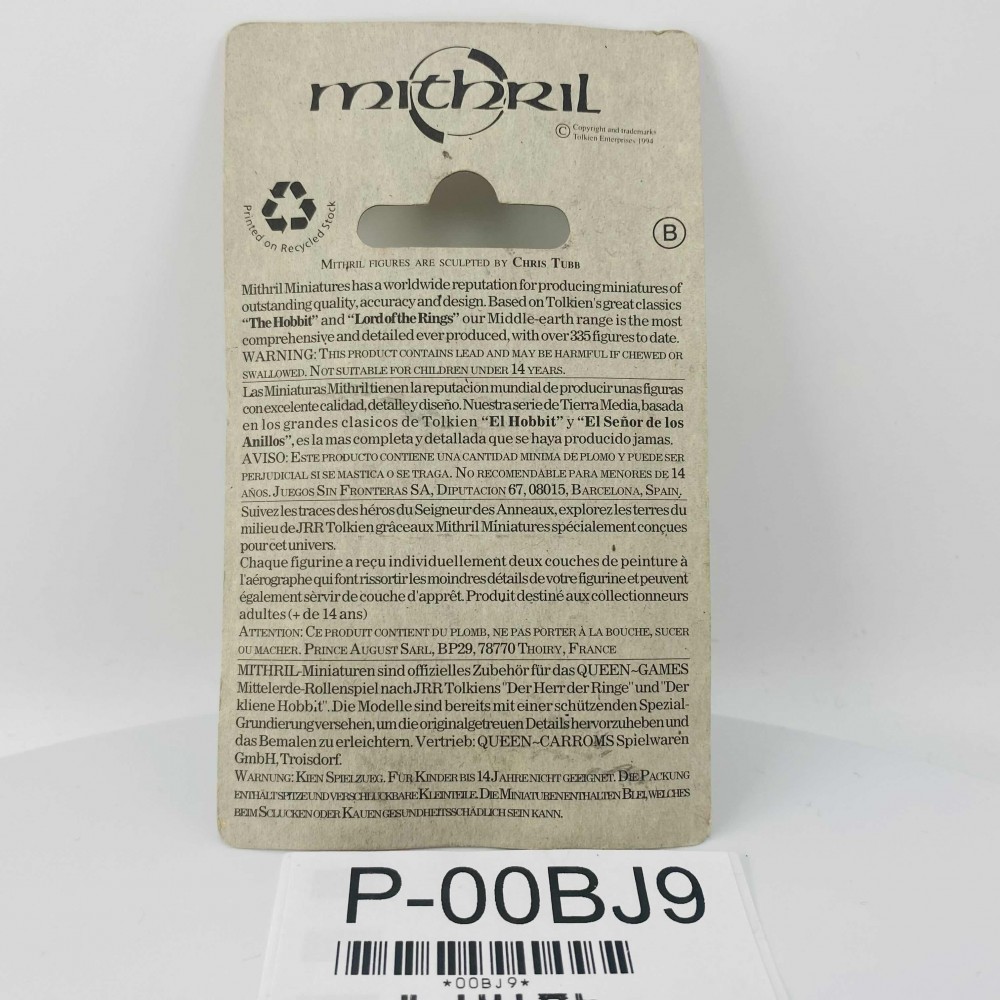 mithril
© Copyright and trademarks
Tolkien Enterprises 1994
Printed on Recycled Stock
B
MITHRIL FIGURES ARE SCULPTED BY CHRIS TUBB
Mithril Miniatures has a worldwide reputation for producing miniatures of
outstanding quality, accuracy and design. Based on Tolkien's great classics
“The Hobbit” and “Lord of the Rings” our Middle-earth range is the most
comprehensive and detailed ever produced, with over 335 figures to date.
WARNING: THIS PRODUCT CONTAINS LEAD AND MAY BE HARMFUL IF CHEWED OR
SWALLOWED. NOT SUITABLE FOR CHILDREN UNDER 14 YEARS.
Las Miniaturas Mithril tienen la reputacion mundial de producir unas figuras
con excelente calidad, detalle y diseño. Nuestra serie de Tierra Media, basada
en los grandes clasicos de Tolkien “El Hobbit” y “El Señor de los
Anillos”, es la mas completa y detallada que se haya producido jamas.
AVISO: ESTE PRODUCTO CONTIENE UNA CANTIDAD MINIMA DE PLOMO Y PUEDE SER
PERJUDICIAL SI SE MASTICA O SE TRAGA. NO RECOMENDABLE PARA MENORES DE 14
AÑOS. JUEGOS SIN FRONTERAS SA, DIPUTACION 67, 08015, BARCELONA, SPAIN.
Suivez les traces des héros du Seigneur des Anneaux, explorez les terres du
milieu de JRR Tolkien grâce aux Mithril Miniatures spécialement conçues
pour cet univers.
Chaque figurine a reçu individuellement deux couches de peinture à
l'aérographe qui font rissortir les moindres détails de votre figurine et peuvent
également servir de couche d'apprêt. Produit destiné aux collectionneurs
adultes (+ de 14 ans)
ATTENTION: CE PRODUIT CONTIENT DU PLOMB, NE PAS PORTER À LA BOUCHE, SUCER
OU MACHER. PRINCE AUGUST SARL, BP29, 78770 THOIRY, FRANCE
MITHRIL-Miniaturen sind offizielles Zubehör für das QUEEN~GAMES
Mittelerde-Rollenspiel nach JRR Tolkiens "Der Herr der Ringe" und "Der
kliene Hobbit". Die Modelle sind bereits mit einer schützenden Spezial-
Grundierung versehen, um die originalgetreuen Details hervorzuheben und
das Bemalen zu erleichtern. Vertrieb: QUEEN~CARROMS Spielwaren
GmbH, Troisdorf.
WARNUNG: KIEN SPIELZUEG. FÜR KINDER BIS 14 JAHRE NICHT GEEIGNET. DIE PACKUNG
ENTHÄLT SPITZE UND VERSCHLUCKBARE KLEINTEILE. DIE MINIATUREN ENTHALTEN BLEI, WELCHES
BEIM SCLUCKEN ODER KAUEN GESUNDHEITSSCHÄDLICH SEIN KANN.
P-00BJ9
*00BJ9*